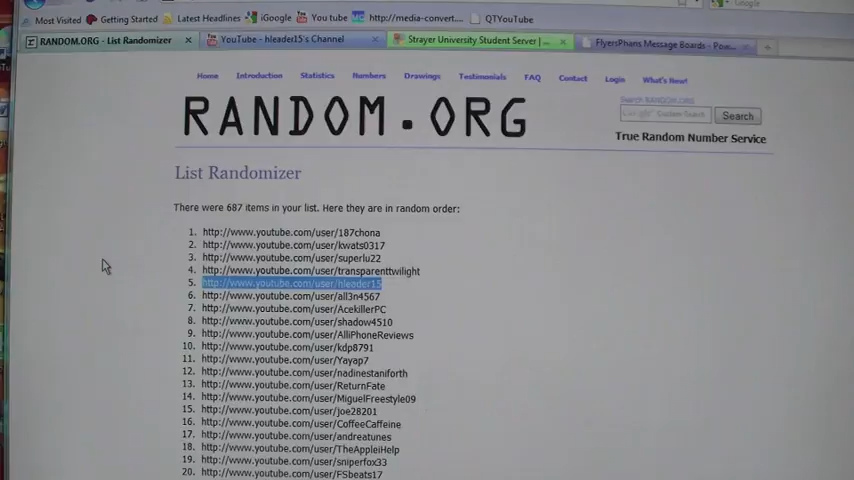 Most Visited Getting Started Latest Headlines iGoogle You tube http://media-convert.... QTYouTube
RANDOM.ORG - List Randomizer × YouTube - hleader15's Channel × Strayer University Student Server | ... × FlyersPhans Message Boards - Pow... ×
Home Introduction Statistics Numbers Drawings Testimonials FAQ Contact Login What's New!
RANDOM.ORG
Search RANDOM.ORG
Google Custom Search Search
True Random Number Service
List Randomizer
There were 687 items in your list. Here they are in random order:
1. http://www.youtube.com/user/187chona
2. http://www.youtube.com/user/kwats0317
3. http://www.youtube.com/user/superlu22
4. http://www.youtube.com/user/transparenttwilight
5. http://www.youtube.com/user/hleader15
6. http://www.youtube.com/user/all3n4567
7. http://www.youtube.com/user/AcekillerPC
8. http://www.youtube.com/user/shadow4510
9. http://www.youtube.com/user/AlliPhoneReviews
10. http://www.youtube.com/user/kdp8791
11. http://www.youtube.com/user/Yayap7
12. http://www.youtube.com/user/nadinestaniforth
13. http://www.youtube.com/user/ReturnFate
14. http://www.youtube.com/user/MiguelFreestyle09
15. http://www.youtube.com/user/joe28201
16. http://www.youtube.com/user/CoffeeCaffeine
17. http://www.youtube.com/user/andreatunes
18. http://www.youtube.com/user/TheAppleiHelp
19. http://www.youtube.com/user/sniperfox33
20. http://www.youtube.com/user/FSbeats17